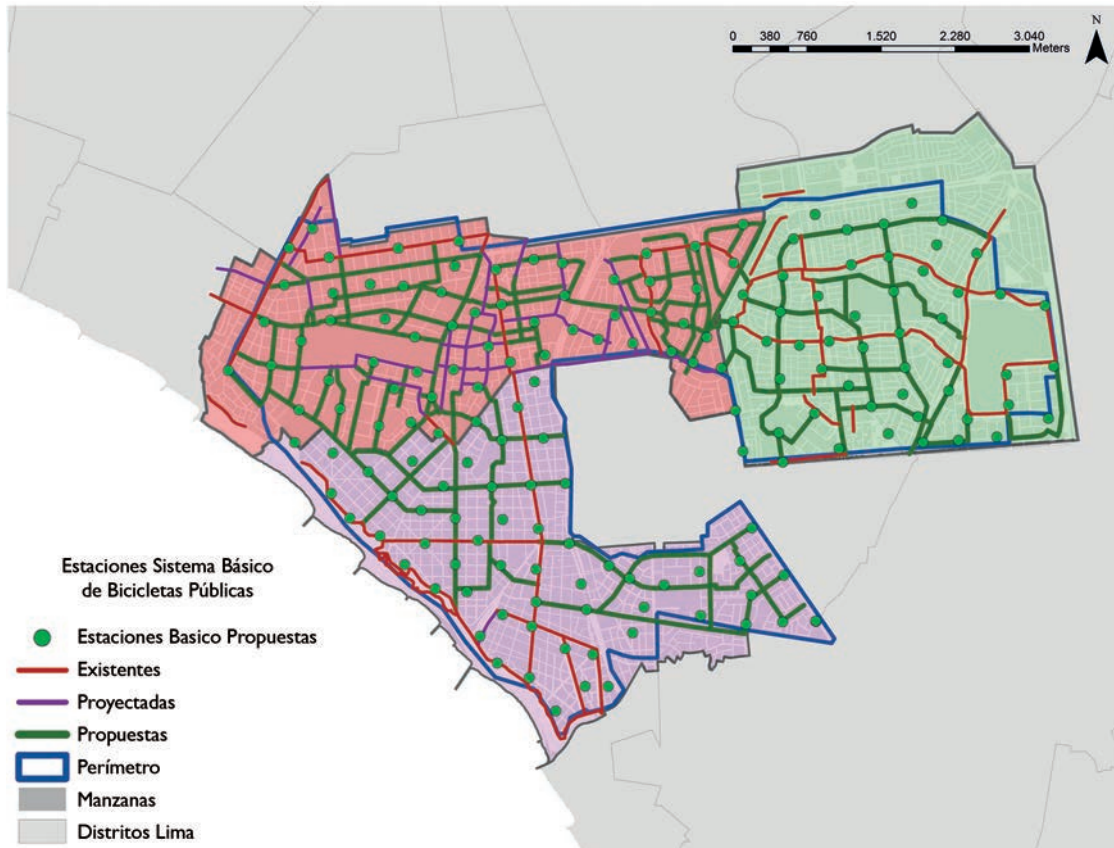 N
0 380 760 1.520 2.280 3.040
Meters
Estaciones Sistema Básico
de Bicicletas Públicas
Estaciones Basico Propuestas
Existentes
Proyectadas
Propuestas
Perímetro
Manzanas
Distritos Lima